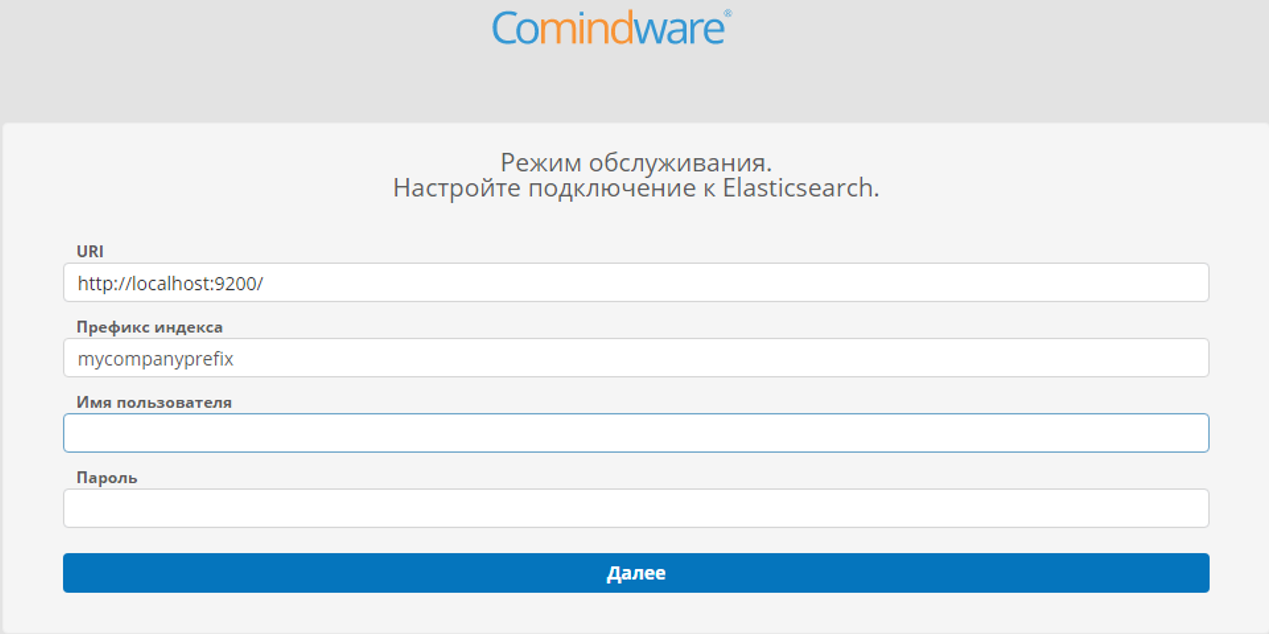 Comindware®
Режим обслуживания.
Настройте подключение к Elasticsearch.
URI
http://localhost:9200/
Префикс индекса
mycompanyprefix
Имя пользователя
Пароль
Далее